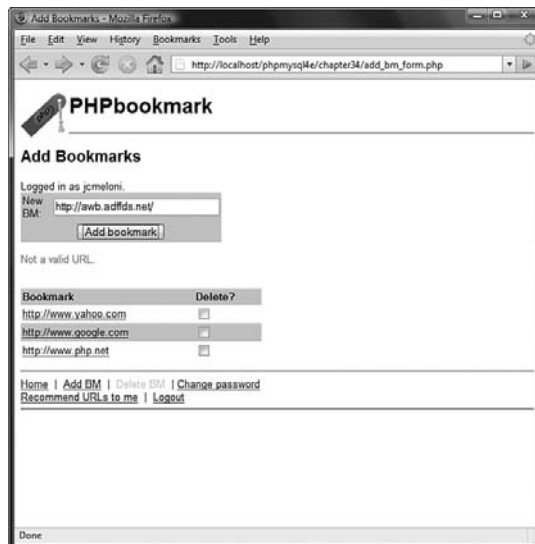 Add Bookmarks - Mozilla Firefox
File Edit View History Bookmarks Tools Help
http://localhost/phpmysql4e/chapter34/add_bm_form.php
php
PHPbookmark
Add Bookmarks
Logged in as jcmeloni.
New BM: http://awb.adffds.net/
Add bookmark
Not a valid URL.
Bookmark Delete?
http://www.yahoo.com
http://www.google.com
http://www.php.net
Home | Add BM | Delete BM | Change password
Recommend URLs to me | Logout
Done